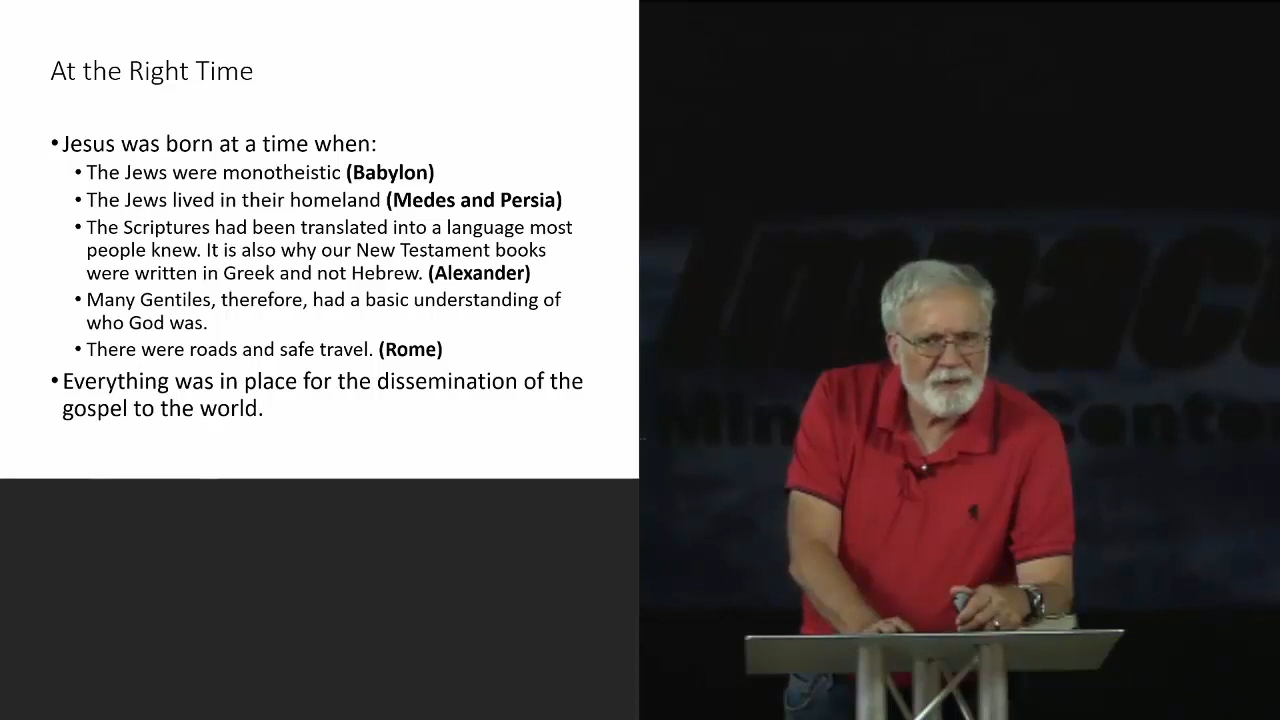 At the Right Time
•Jesus was born at a time when:
• The Jews were monotheistic (Babylon)
• The Jews lived in their homeland (Medes and Persia)
• The Scriptures had been translated into a language most
people knew. It is also why our New Testament books
were written in Greek and not Hebrew. (Alexander)
• Many Gentiles, therefore, had a basic understanding of
who God was.
• There were roads and safe travel. (Rome)
•Everything was in place for the dissemination of the
gospel to the world.
Impac
Center